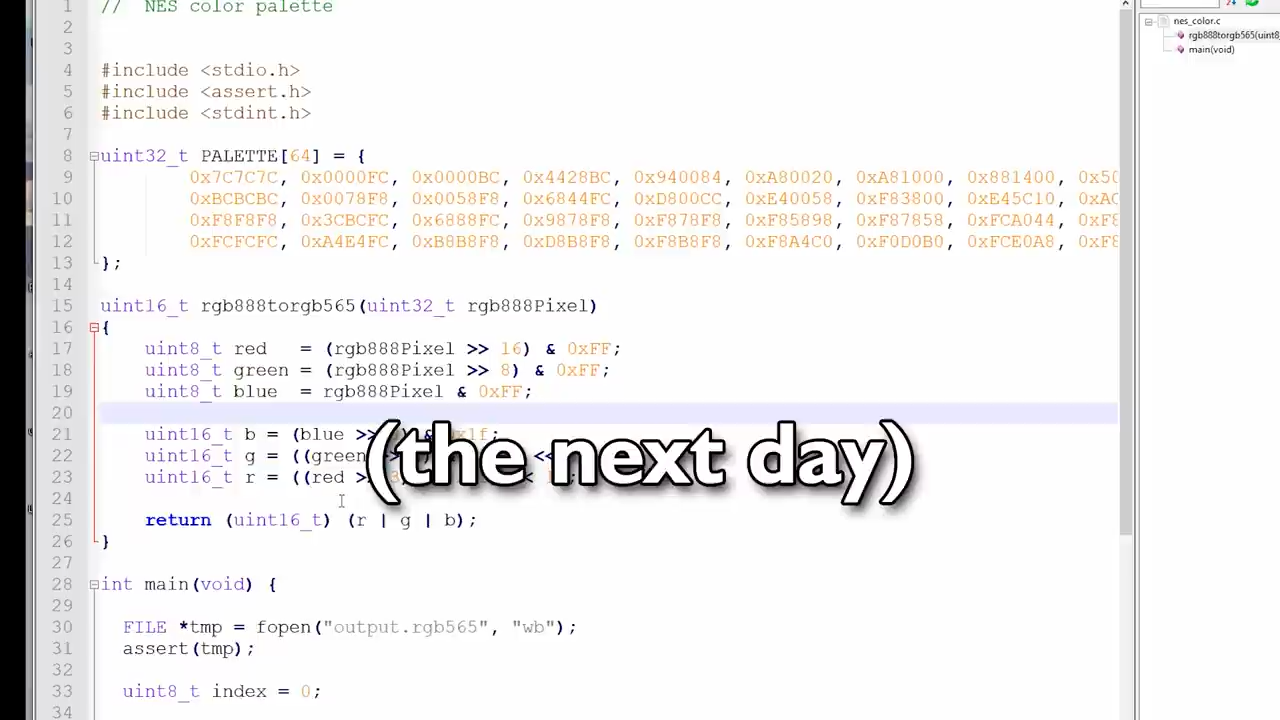 1 // NES color palette
2
3
4 #include <stdio.h>
5 #include <assert.h>
6 #include <stdint.h>
7
8 uint32_t PALETTE[64] = {
9 0x7C7C7C, 0x0000FC, 0x0000BC, 0x4428BC, 0x940084, 0xA80020, 0xA81000, 0x881400, 0x50
10 0xBCBCBC, 0x0078F8, 0x0058F8, 0x6844FC, 0xD800CC, 0xE40058, 0xF83800, 0xE45C10, 0xAC
11 0xF8F8F8, 0x3CBCFC, 0x6888FC, 0x9878F8, 0xF878F8, 0xF85898, 0xF87858, 0xFCA044, 0xF8
12 0xFCFCFC, 0xA4E4FC, 0xB8B8F8, 0xD8B8F8, 0xF8B8F8, 0xF8A4C0, 0xF0D0B0, 0xFCE0A8, 0xF8
13 };
14
15 uint16_t rgb888torgb565(uint32_t rgb888Pixel)
16 {
17 uint8_t red = (rgb888Pixel >> 16) & 0xFF;
18 uint8_t green = (rgb888Pixel >> 8) & 0xFF;
19 uint8_t blue = rgb888Pixel & 0xFF;
20
21 uint16_t b = (blue >> & 0x1f;
22 uint16_t g = ((green >
23 uint16_t r = ((red >
(the next day)
24
25 return (uint16_t) (r | g | b);
26 }
27
28 int main(void) {
29
30 FILE *tmp = fopen("output.rgb565", "wb");
31 assert(tmp);
32
33 uint8_t index = 0;
34
nes_color.c
rgb888torgb565(uint8
main(void)